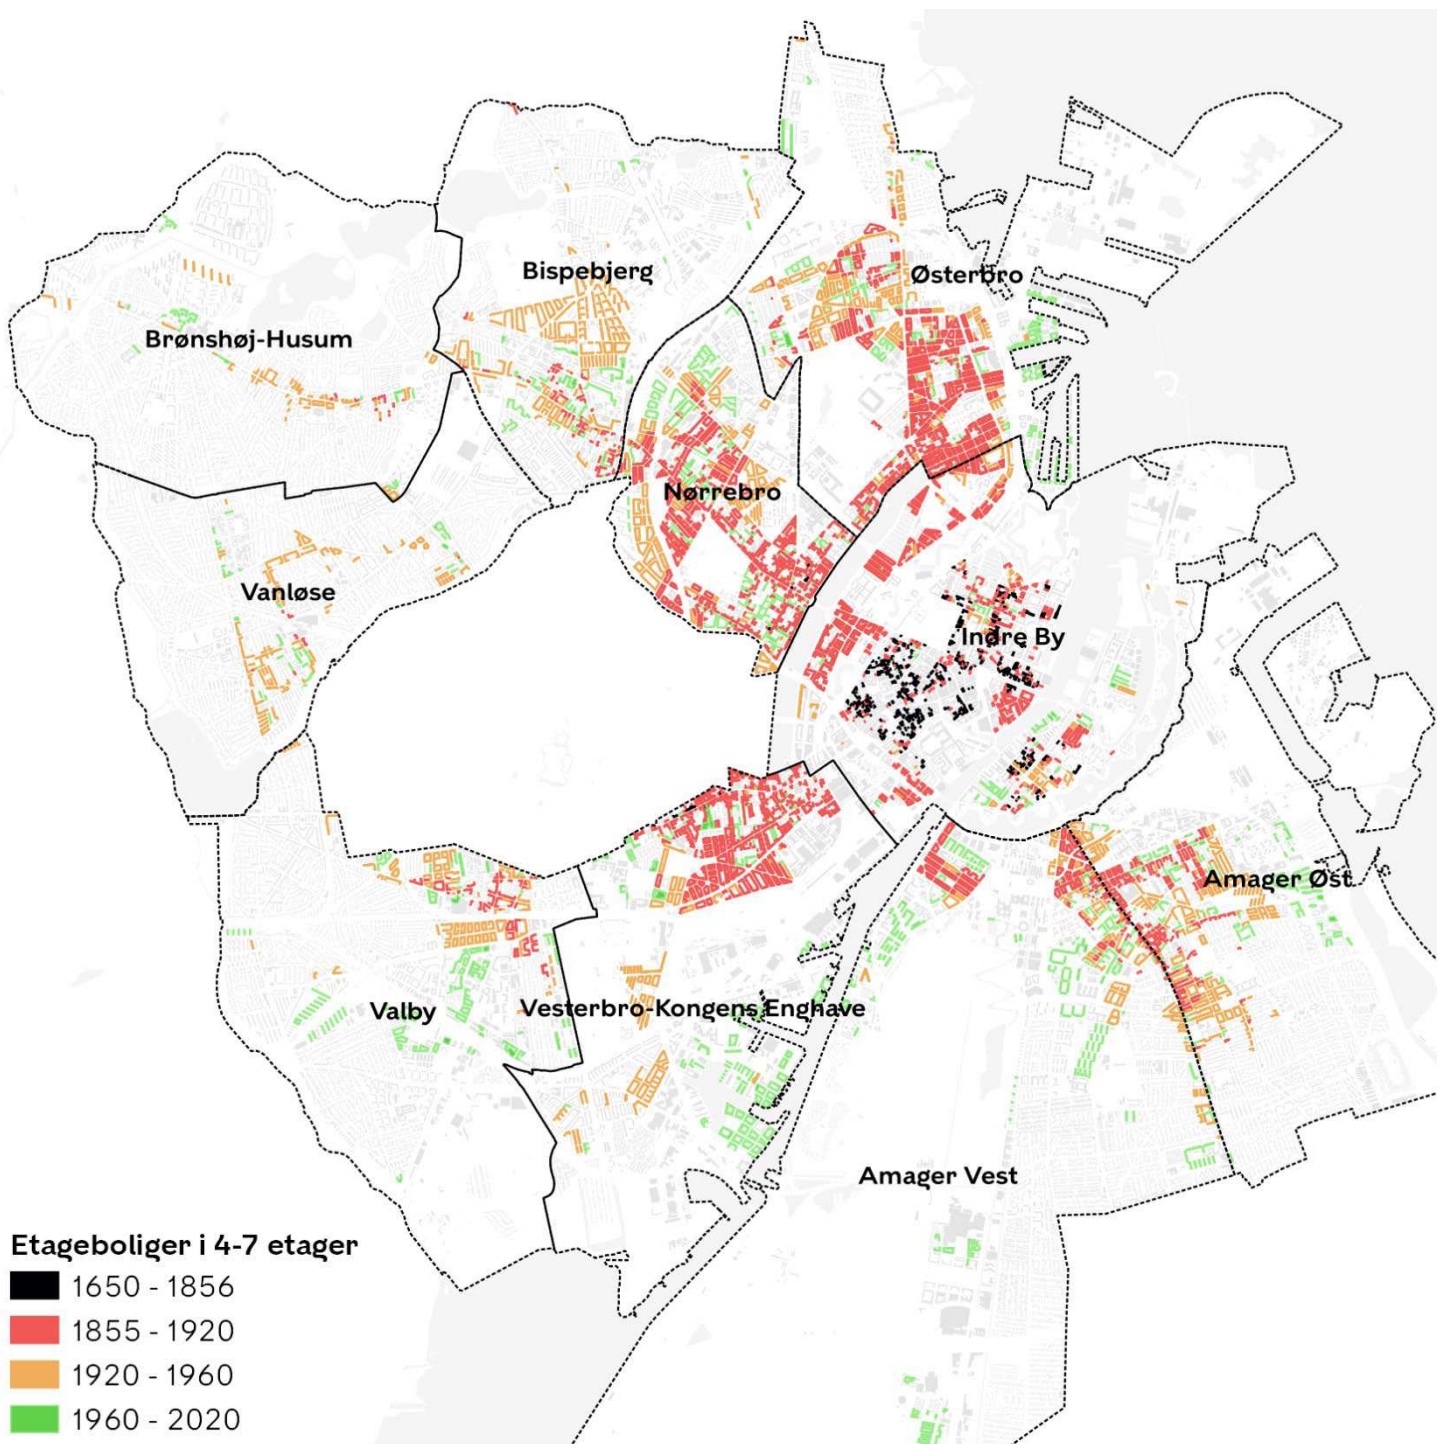 Bispebjerg
Østerbro
Brønshøj-Husum
Nørrebro
Vanløse
Indre By
Amager Øst
Valby
Vesterbro-Kongens Enghave
Amager Vest
Etageboliger i 4-7 etager
1650 - 1856
1855 - 1920
1920 - 1960
1960 - 2020